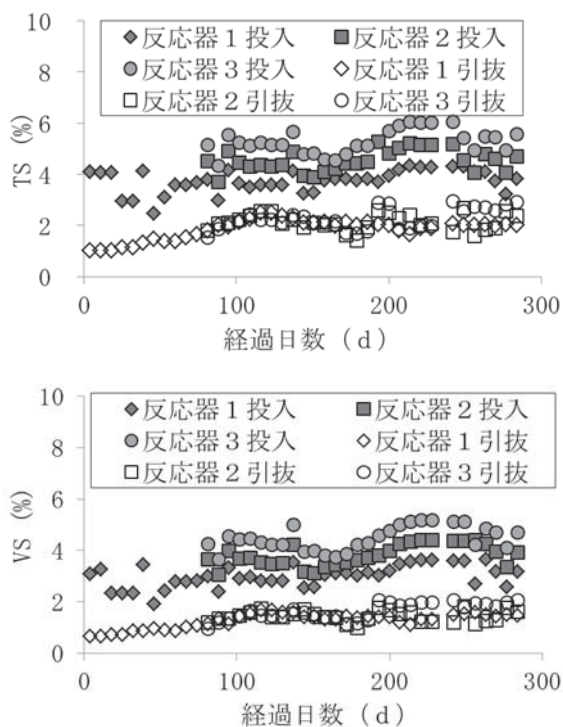 10
8
6
4
2
0
TS (%)
◆反応器1投入 ■反応器2投入
●反応器3投入 ◇反応器1引抜
□反応器2引抜 ○反応器3引抜
0 100 200 300
経過日数(d)
10
8
6
4
2
0
VS (%)
◆反応器1投入 ■反応器2投入
●反応器3投入 ◇反応器1引抜
□反応器2引抜 ○反応器3引抜
0 100 200 300
経過日数(d)